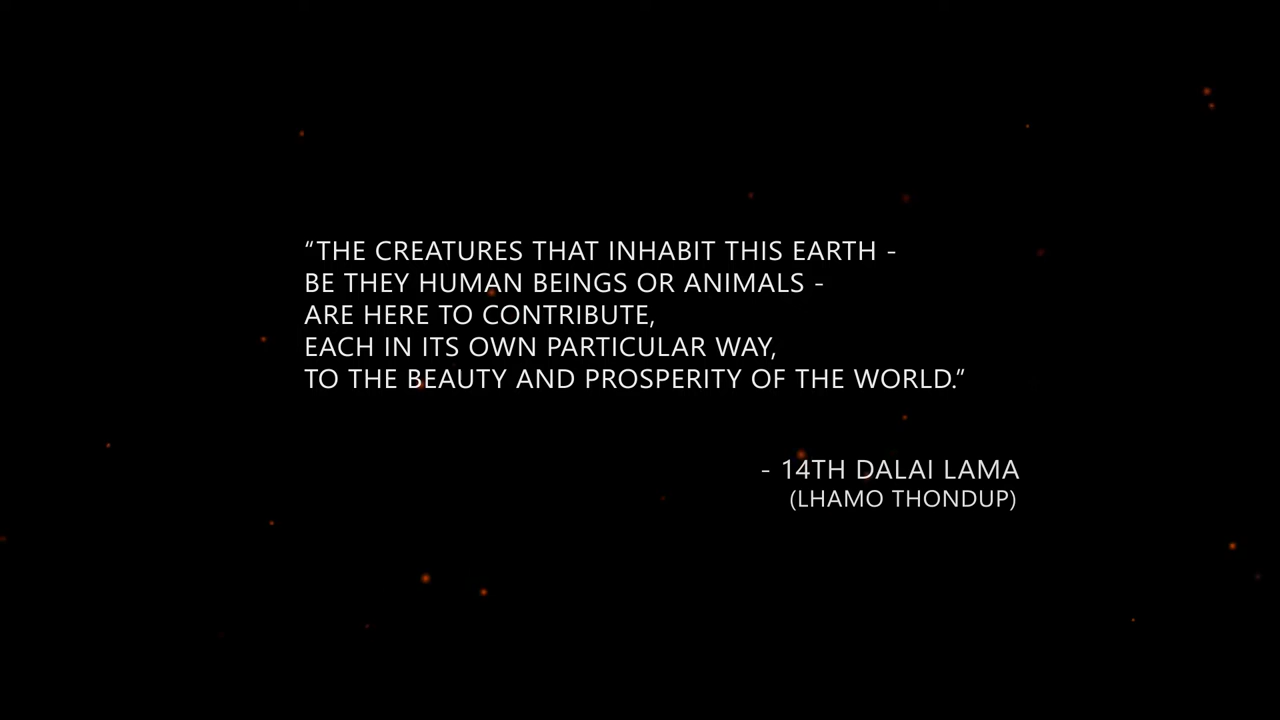 “THE CREATURES THAT INHABIT THIS EARTH -
BE THEY HUMAN BEINGS OR ANIMALS -
ARE HERE TO CONTRIBUTE,
EACH IN ITS OWN PARTICULAR WAY,
TO THE BEAUTY AND PROSPERITY OF THE WORLD.”
- 14TH DALAI LAMA
(LHAMO THONDUP)